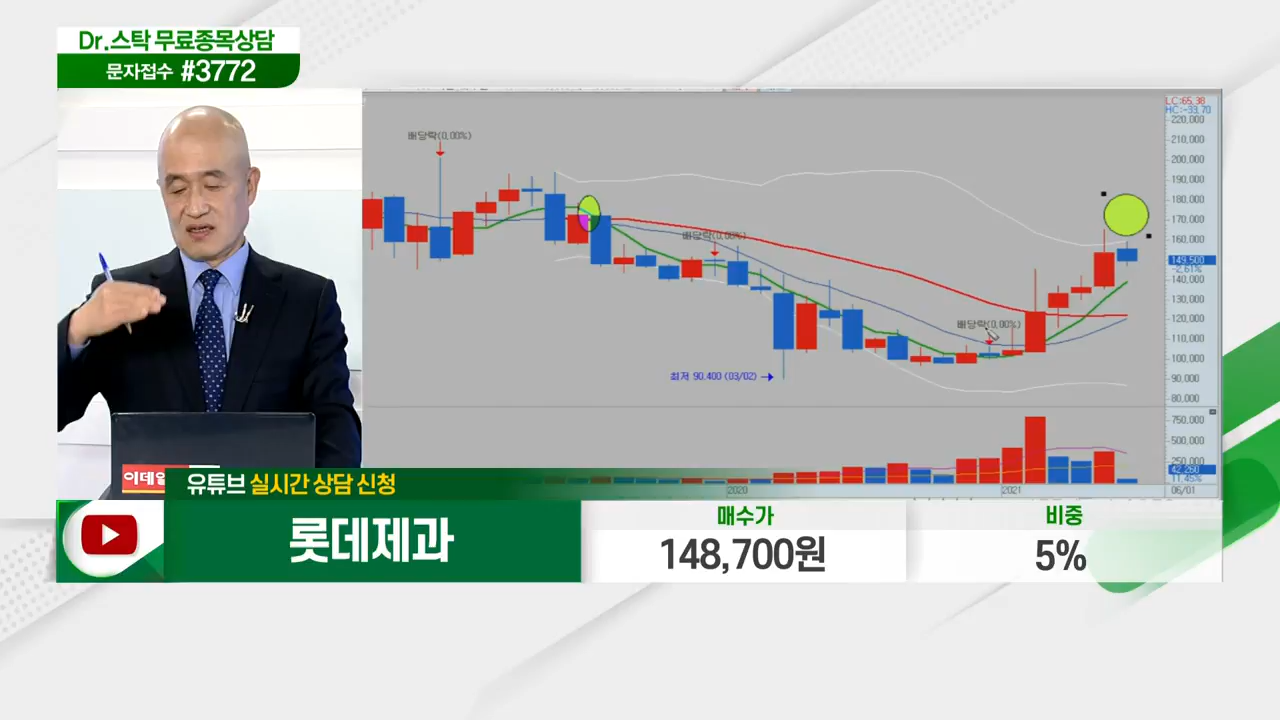 Dr.스탁 무료종목상담
문자접수 #3772
LC:65.38
HC:-33.70
배당락(0.00%)
배당락(0.00%)
배당락(0.00%)
최저 90,400 (03/02) →
220,000
210,000
200,000
190,000
180,000
170,000
160,000
149,500
-2.61%
140,000
130,000
120,000
110,000
100,000
90,000
80,000
750,000
500,000
250,000
42,260
11.45%
2020
2021
06/01
이데일
유튜브 실시간 상담 신청
롯데제과
매수가
148,700원
비중
5%